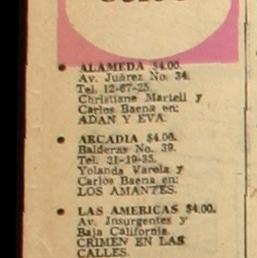 • ALAMEDA $4.00.
Av. Juárez No. 34.
Tel. 12-67-25.
Christiane Martell y
Carlos Baena en:
ADAN Y EVA.
• ARCADIA $4.00.
Balderas No. 39.
Tel. 21-19-35.
Yolanda Varela y
Carlos Baena en:
LOS AMANTES.
• LAS AMERICAS $4.00.
Av. Insurgentes y
Baja California.
CRIMEN EN LAS
CALLES.